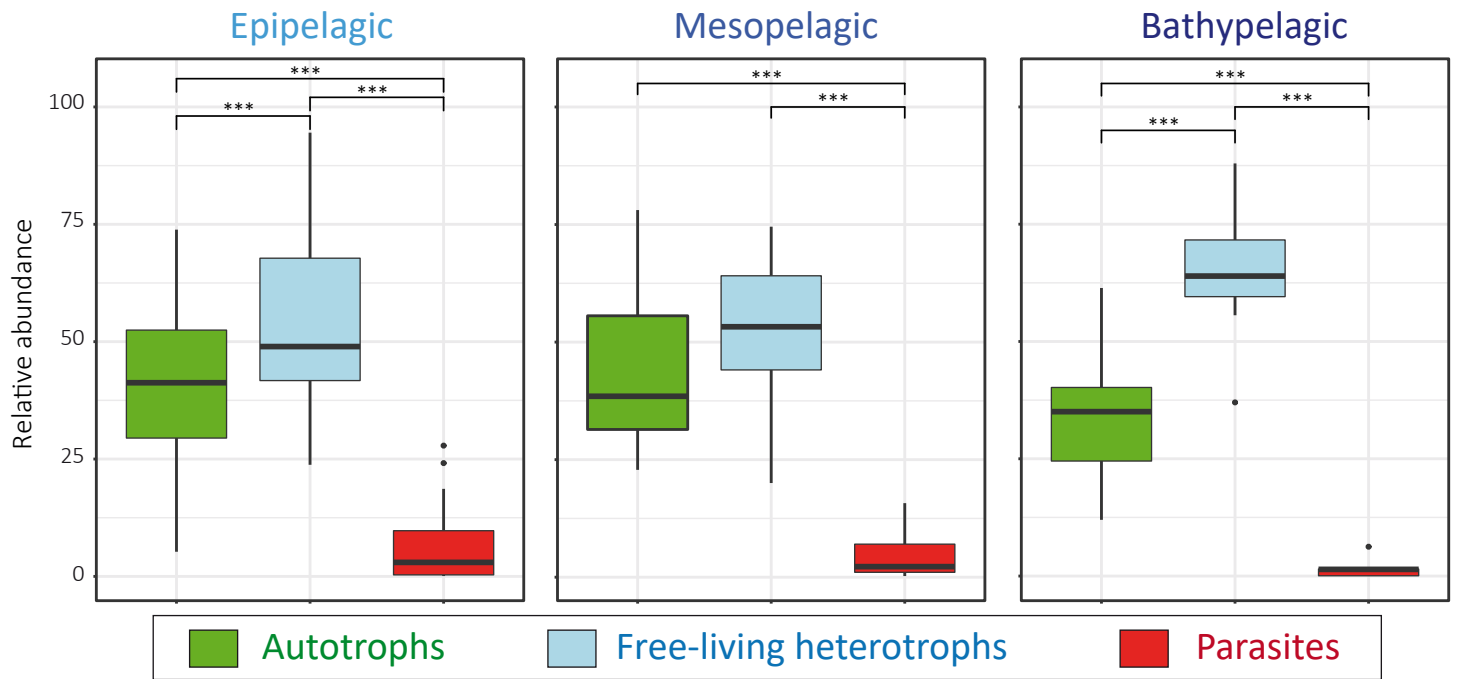 Epipelagic Mesopelagic Bathypelagic
*** *** ***
*** *** ***
*** ***
100
75
50
25
0
Relative abundance
Autotrophs Free-living heterotrophs Parasites